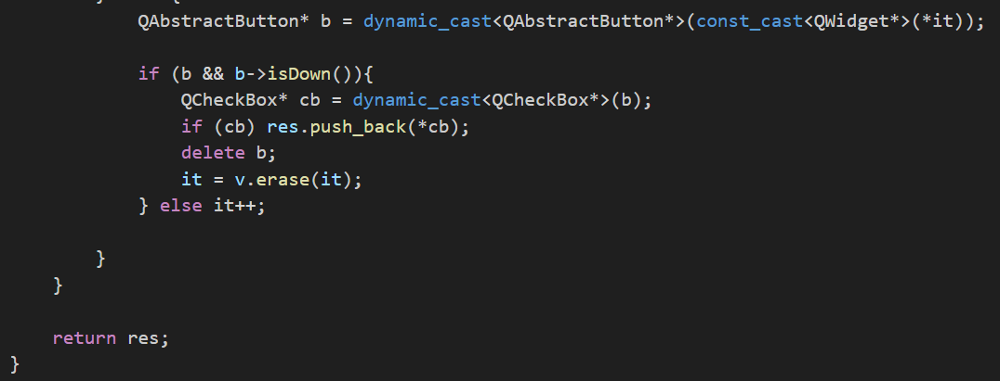 QAbstractButton* b = dynamic_cast<QAbstractButton*>(const_cast<QWidget*>(*it));
if (b && b->isDown()){
QCheckBox* cb = dynamic_cast<QCheckBox*>(b);
if (cb) res.push_back(*cb);
delete b;
it = v.erase(it);
} else it++;
}
}
return res;
}